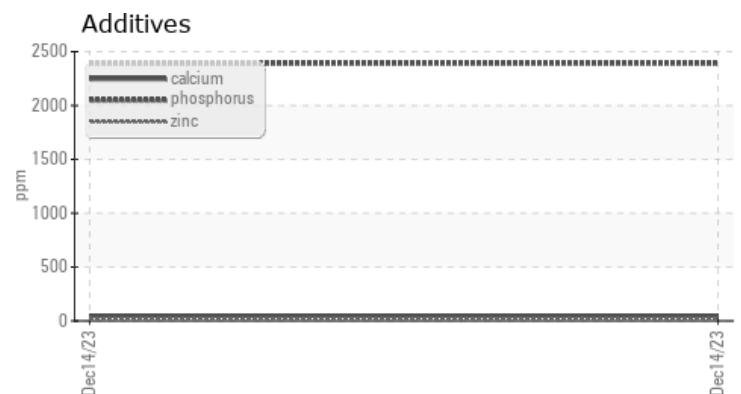 Additives
2500
2000
1500
1000
500
0
ppm
calcium
phosphorus
zinc
Dec14/23
Dec14/23